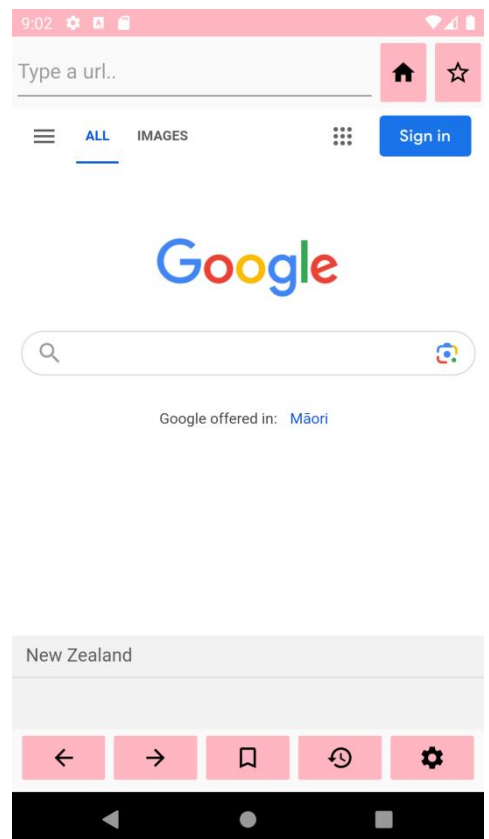 9:02
Type a url..
ALL IMAGES Sign in
Google
Google offered in: Māori
New Zealand